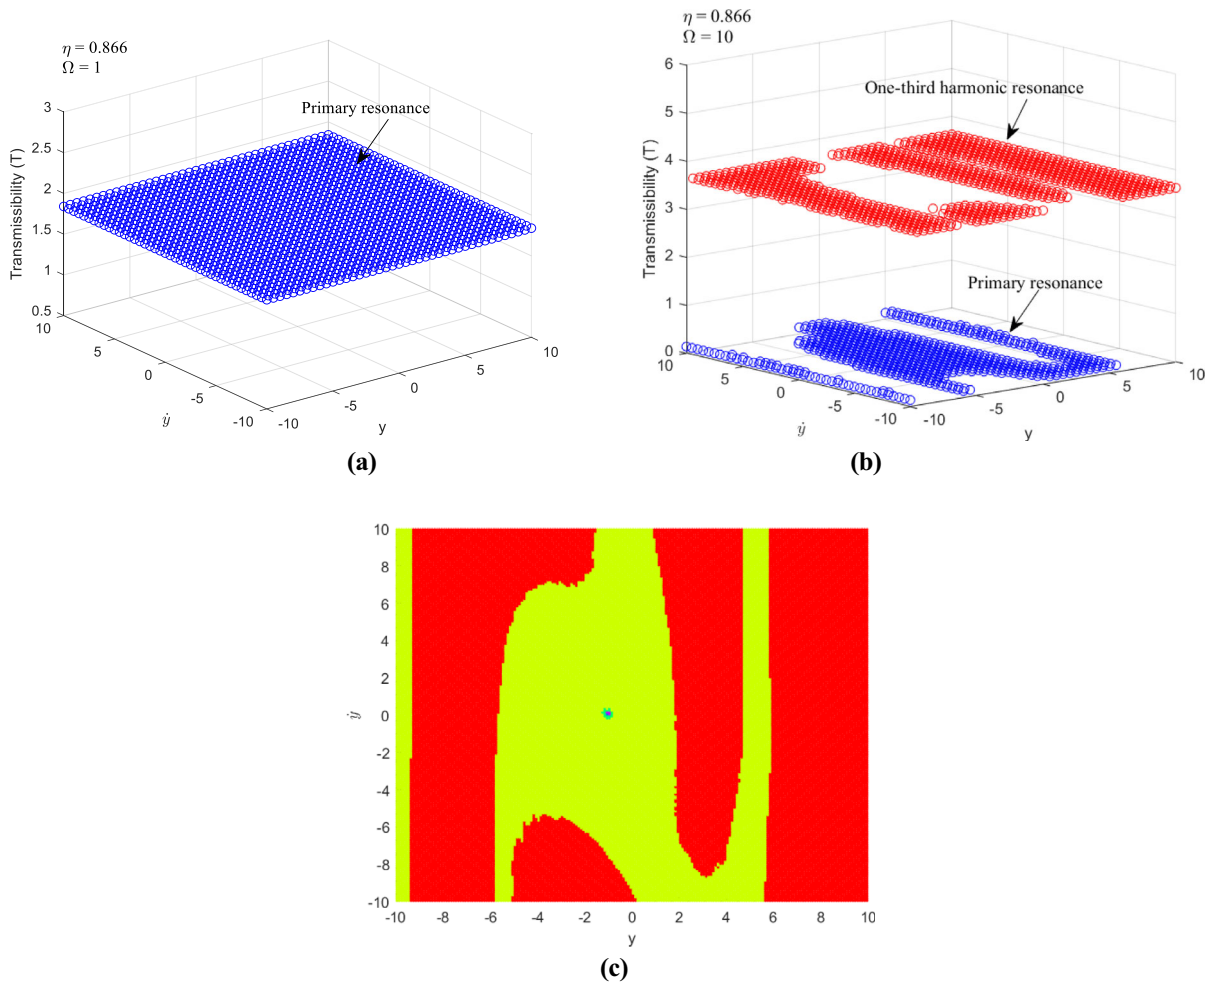 η = 0.866
Ω = 1
Primary resonance
Transmissibility (T)
3
2.5
2
1.5
1
0.5
10
5
0
-5
-10
ẏ
-10
-5
0
5
10
y
(a)
η = 0.866
Ω = 10
One-third harmonic resonance
Primary resonance
Transmissibility (T)
6
5
4
3
2
1
0
10
5
0
-5
-10
ẏ
-10
-5
0
5
10
y
(b)
10
8
6
4
2
0
-2
-4
-6
-8
-10
ẏ
-10 -8 -6 -4 -2 0 2 4 6 8 10
y
(c)